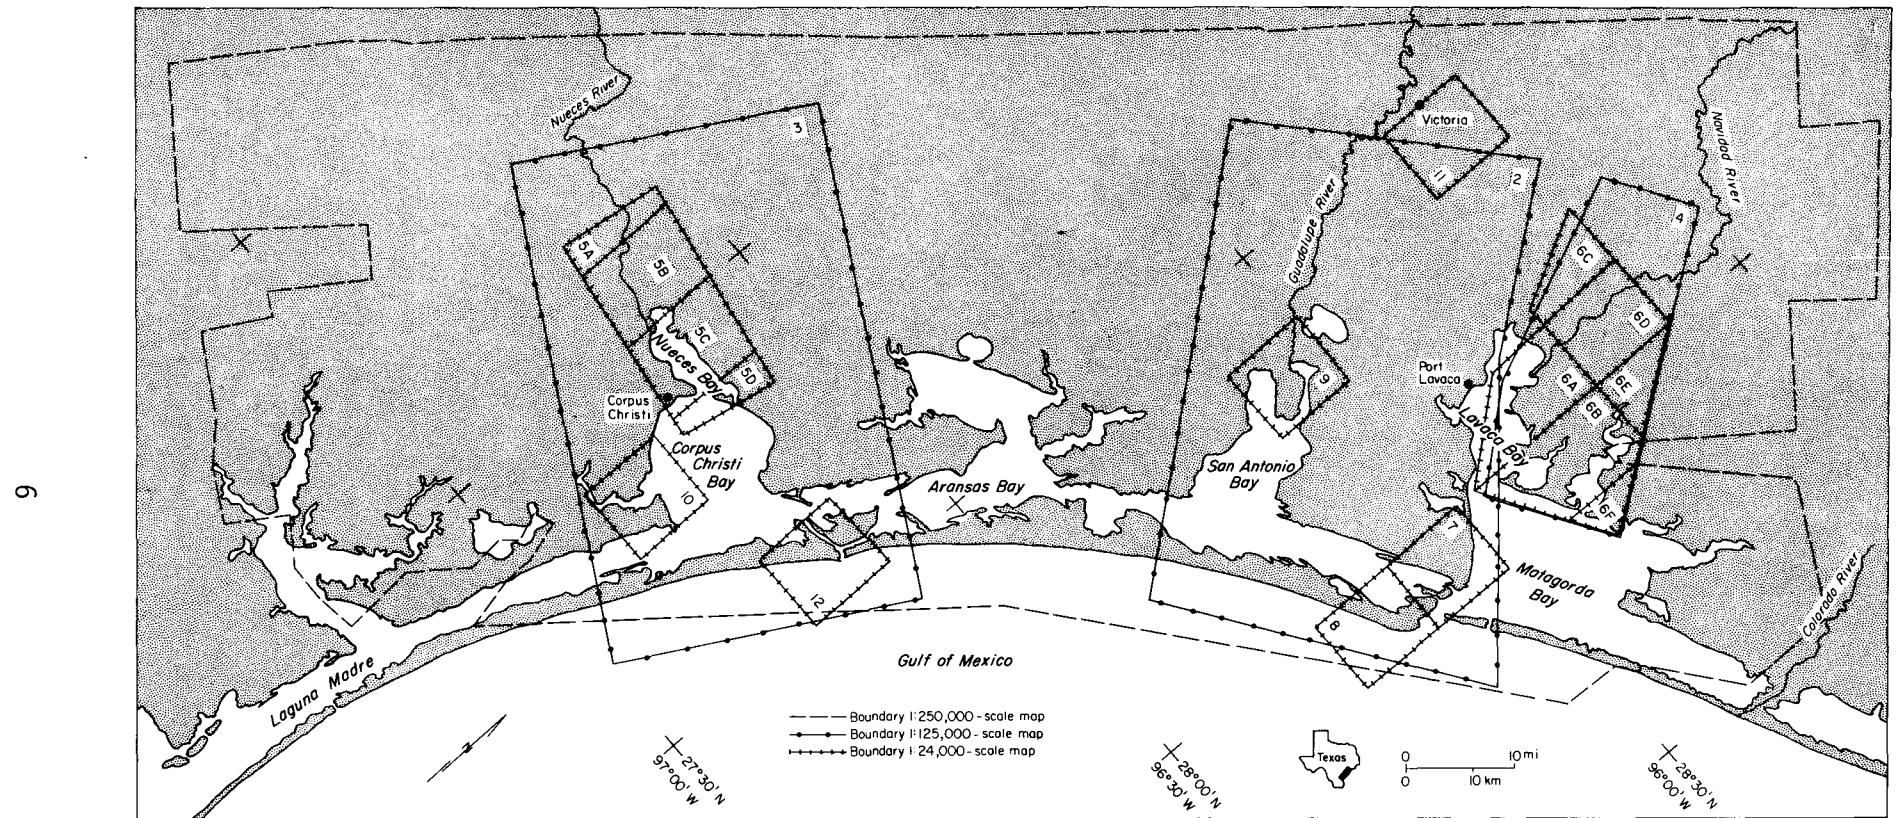 6
Nueces River
3
Victoria
11
2
Navidad River
4
Guadalupe River
5A
5B
5C
5D
Nueces Bay
6C
6D
6E
6A
6B
6F
9
Port
Lavaca
Lavaca Bay
Corpus
Christi
Corpus
Christi
Bay
10
Aransas Bay
San Antonio
Bay
7
8
12
Matagorda
Bay
Colorado River
Laguna Madre
Gulf of Mexico
N
Boundary 1:250,000-scale map
Boundary 1:125,000-scale map
Boundary 1:24,000-scale map
Texas
0 10 mi
0 10 km
27°30' N
97°00' W
28°00' N
96°30' W
28°30' N
96°00' W